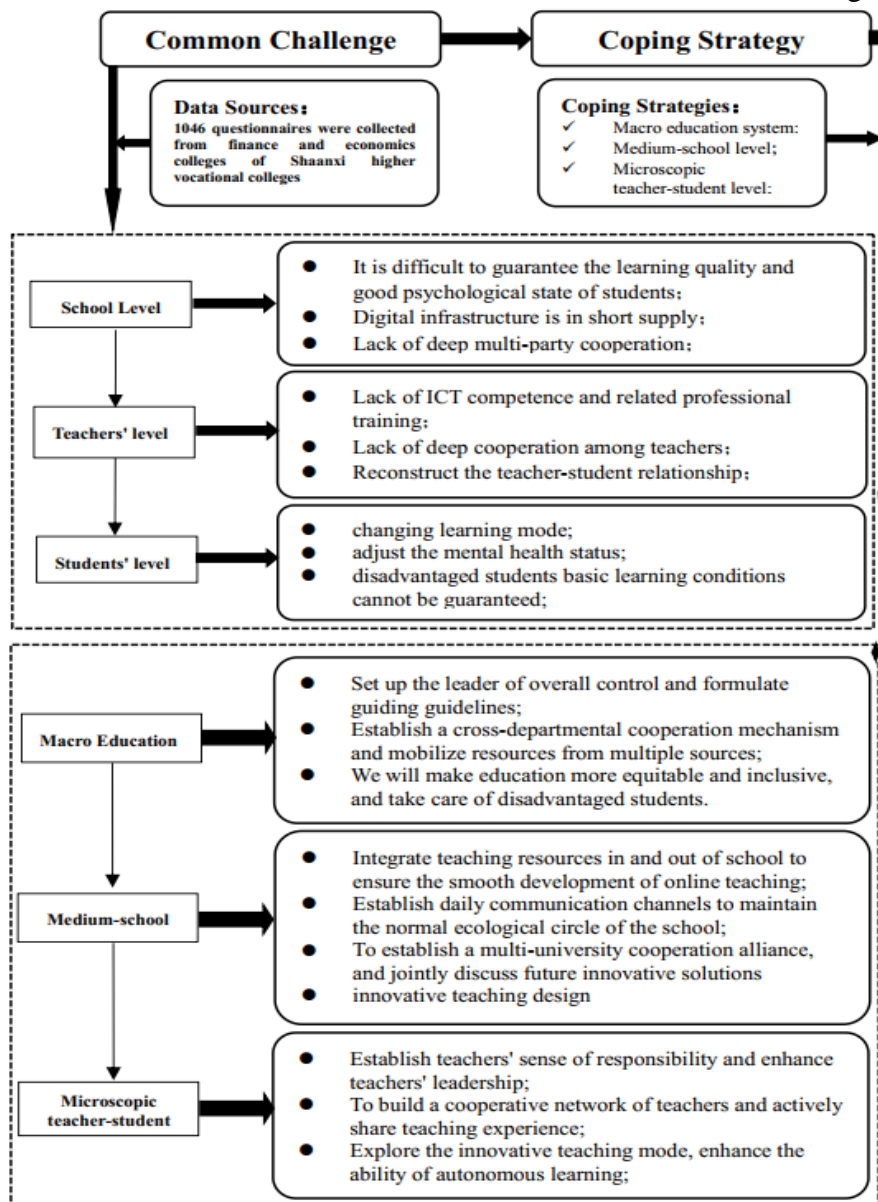 Common Challenge
Coping Strategy
Data Sources：
1046 questionnaires were collected
from finance and economics
colleges of Shaanxi higher
vocational colleges
Coping Strategies：
✓ Macro education system:
✓ Medium-school level;
✓ Microscopic
teacher-student level:
School Level
● It is difficult to guarantee the learning quality and
good psychological state of students；
● Digital infrastructure is in short supply；
● Lack of deep multi-party cooperation；
Teachers' level
● Lack of ICT competence and related professional
training；
● Lack of deep cooperation among teachers；
● Reconstruct the teacher-student relationship；
Students' level
● changing learning mode;
● adjust the mental health status;
● disadvantaged students basic learning conditions
cannot be guaranteed;
Macro Education
● Set up the leader of overall control and formulate
guiding guidelines;
● Establish a cross-departmental cooperation mechanism
and mobilize resources from multiple sources;
● We will make education more equitable and inclusive,
and take care of disadvantaged students.
Medium-school
● Integrate teaching resources in and out of school to
ensure the smooth development of online teaching;
● Establish daily communication channels to maintain
the normal ecological circle of the school;
● To establish a multi-university cooperation alliance,
and jointly discuss future innovative solutions
● innovative teaching design
Microscopic
teacher-student
● Establish teachers' sense of responsibility and enhance
teachers' leadership;
● To build a cooperative network of teachers and actively
share teaching experience;
● Explore the innovative teaching mode, enhance the
ability of autonomous learning;